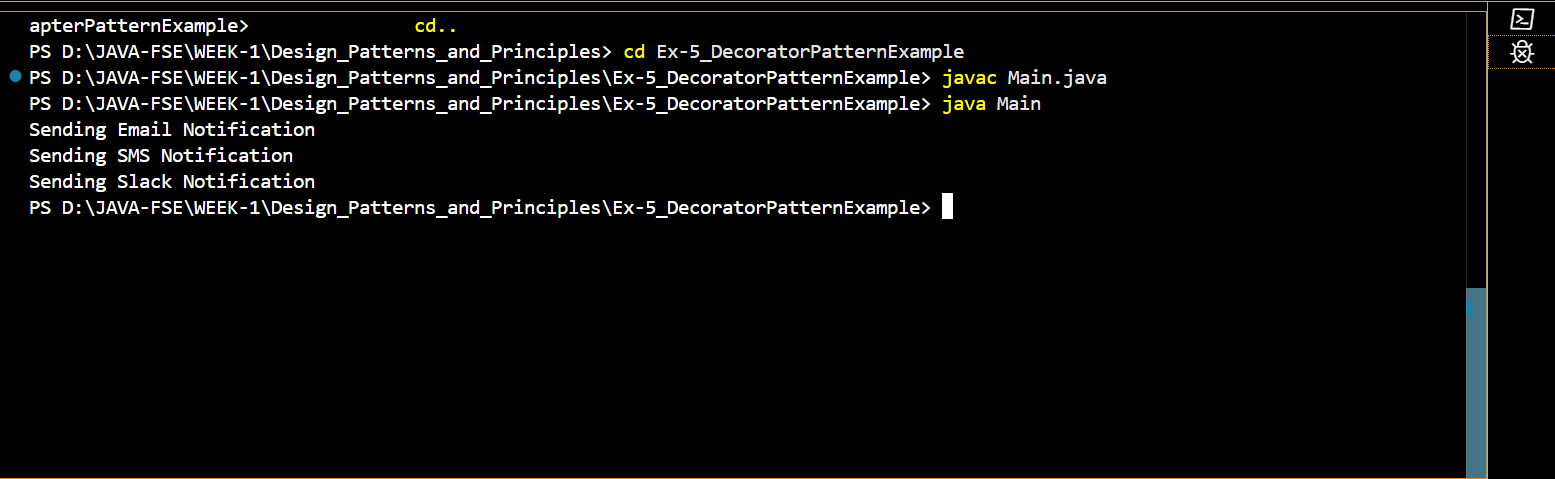 apterPatternExample>               cd..
PS D:\JAVA-FSE\WEEK-1\Design_Patterns_and_Principles> cd Ex-5_DecoratorPatternExample
PS D:\JAVA-FSE\WEEK-1\Design_Patterns_and_Principles\Ex-5_DecoratorPatternExample> javac Main.java
PS D:\JAVA-FSE\WEEK-1\Design_Patterns_and_Principles\Ex-5_DecoratorPatternExample> java Main
Sending Email Notification
Sending SMS Notification
Sending Slack Notification
PS D:\JAVA-FSE\WEEK-1\Design_Patterns_and_Principles\Ex-5_DecoratorPatternExample>